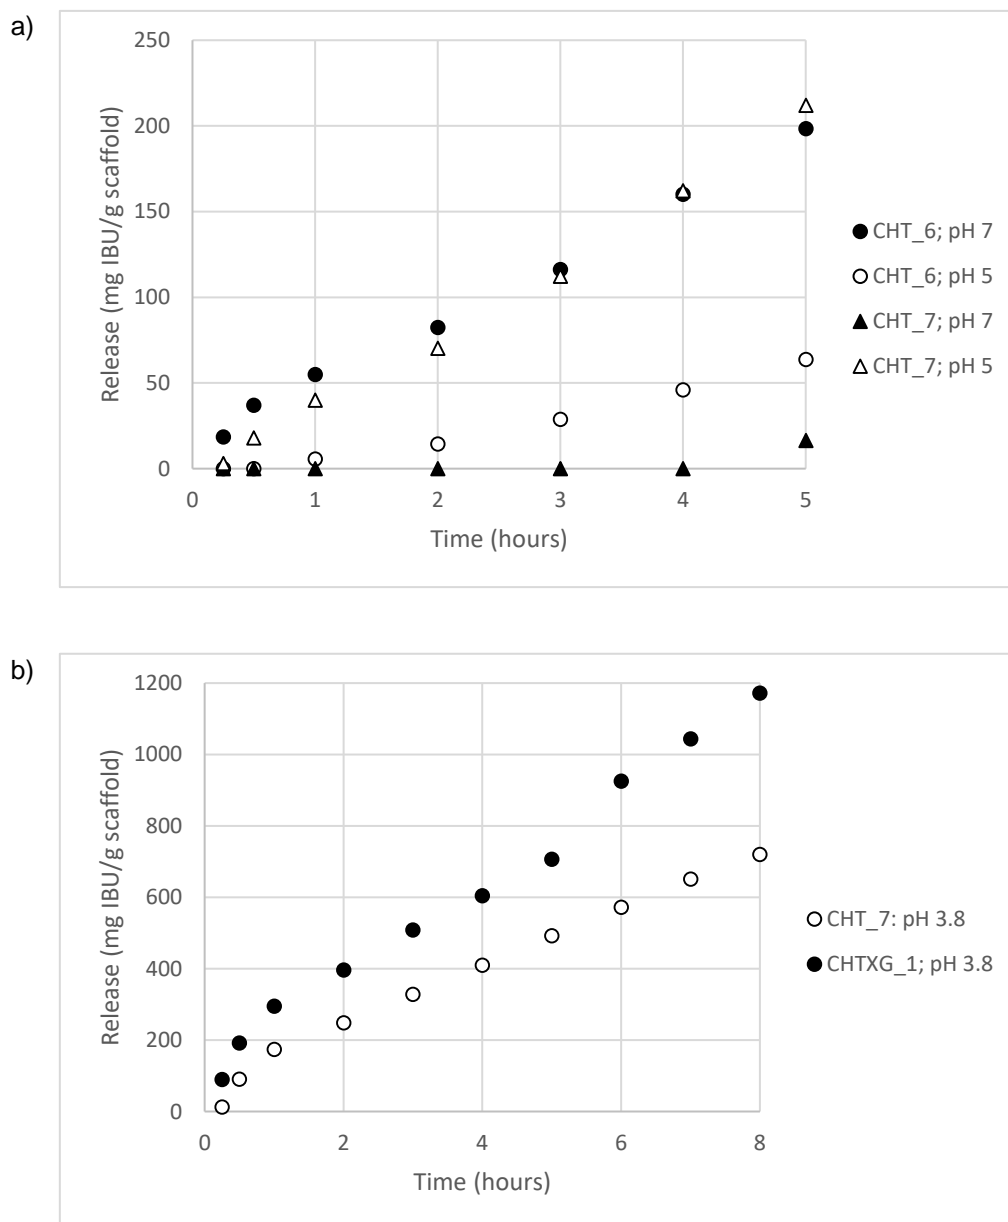 a)
250
200
150
100
50
0
Release (mg IBU/g scaffold)
0 1 2 3 4 5
Time (hours)
CHT_6; pH 7
CHT_6; pH 5
CHT_7; pH 7
CHT_7; pH 5
b)
1200
1000
800
600
400
200
0
Release (mg IBU/g scaffold)
0 2 4 6 8
Time (hours)
CHT_7: pH 3.8
CHTXG_1; pH 3.8